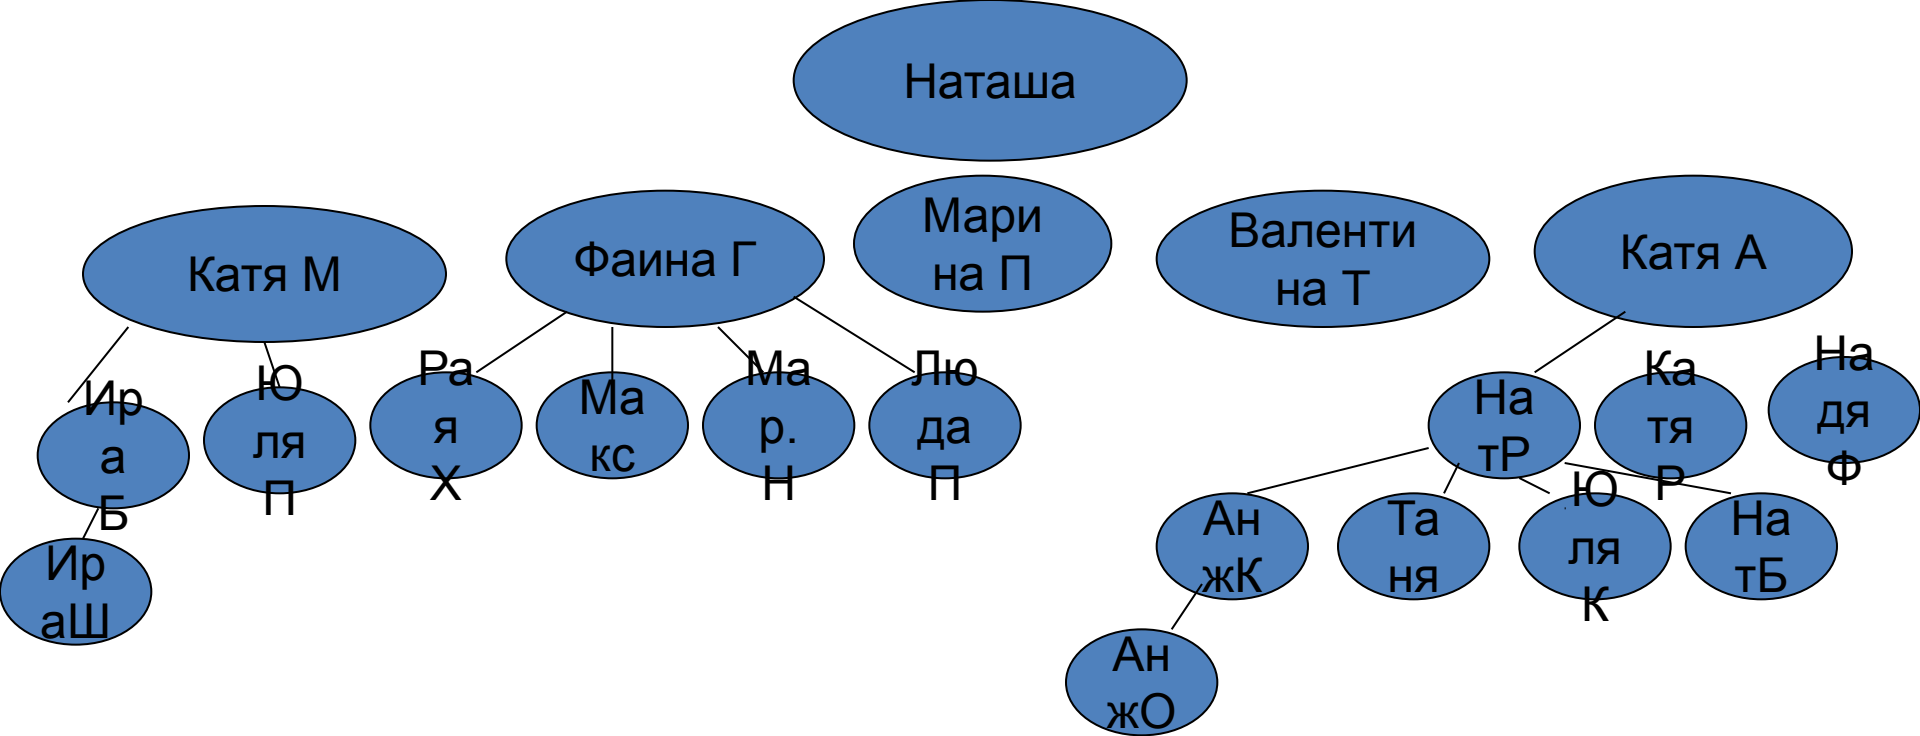 Наташа
Катя М
Фаина Г
Мари
на П
Валенти
на Т
Катя А
Ир
а
Б
Ю
ля
П
Ра
я
Х
Ма
кс
Ма
р.
Н
Лю
да
П
На
тР
Ка
тя
Р
На
дя
Ф
Ир
аШ
Ан
жК
Та
ня
Ю
ля
К
На
тБ
Ан
жО